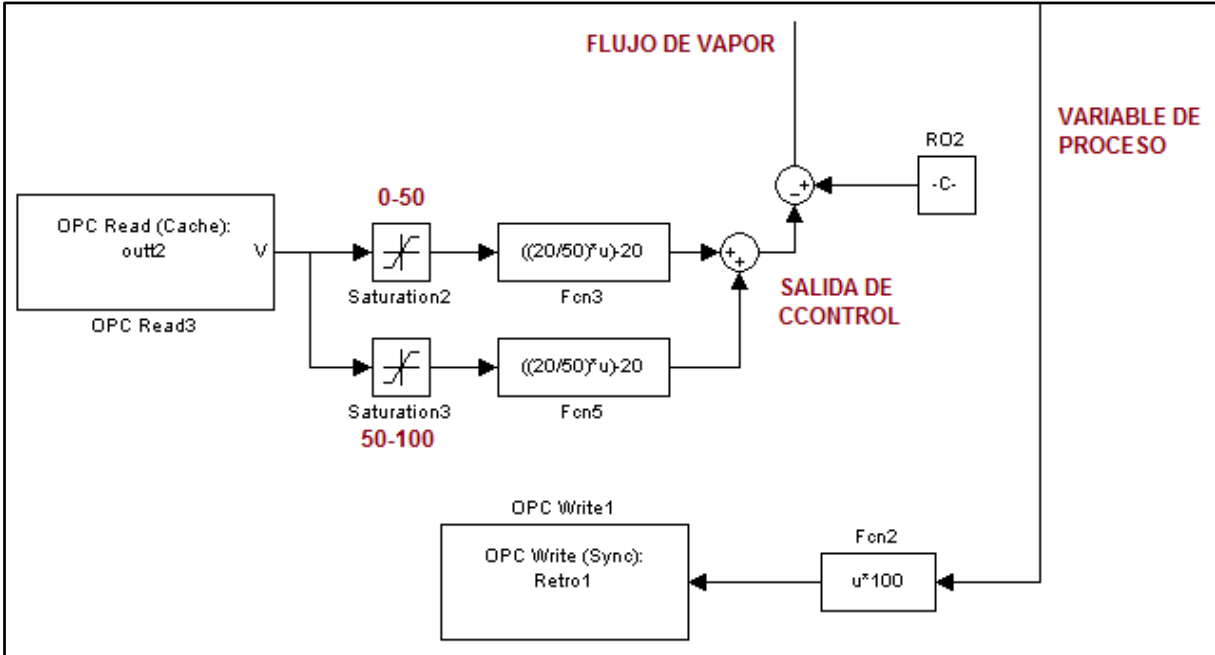 FLUJO DE VAPOR
VARIABLE DE
PROCESO
RO2
-C-
+
-
0-50
OPC Read (Cache):
outt2
V
OPC Read3
Saturation2
((20/50)*u)-20
Fcn3
+
+
SALIDA DE
CCONTROL
Saturation3
50-100
((20/50)*u)-20
Fcn5
OPC Write1
OPC Write (Sync):
Retro1
Fcn2
u*100